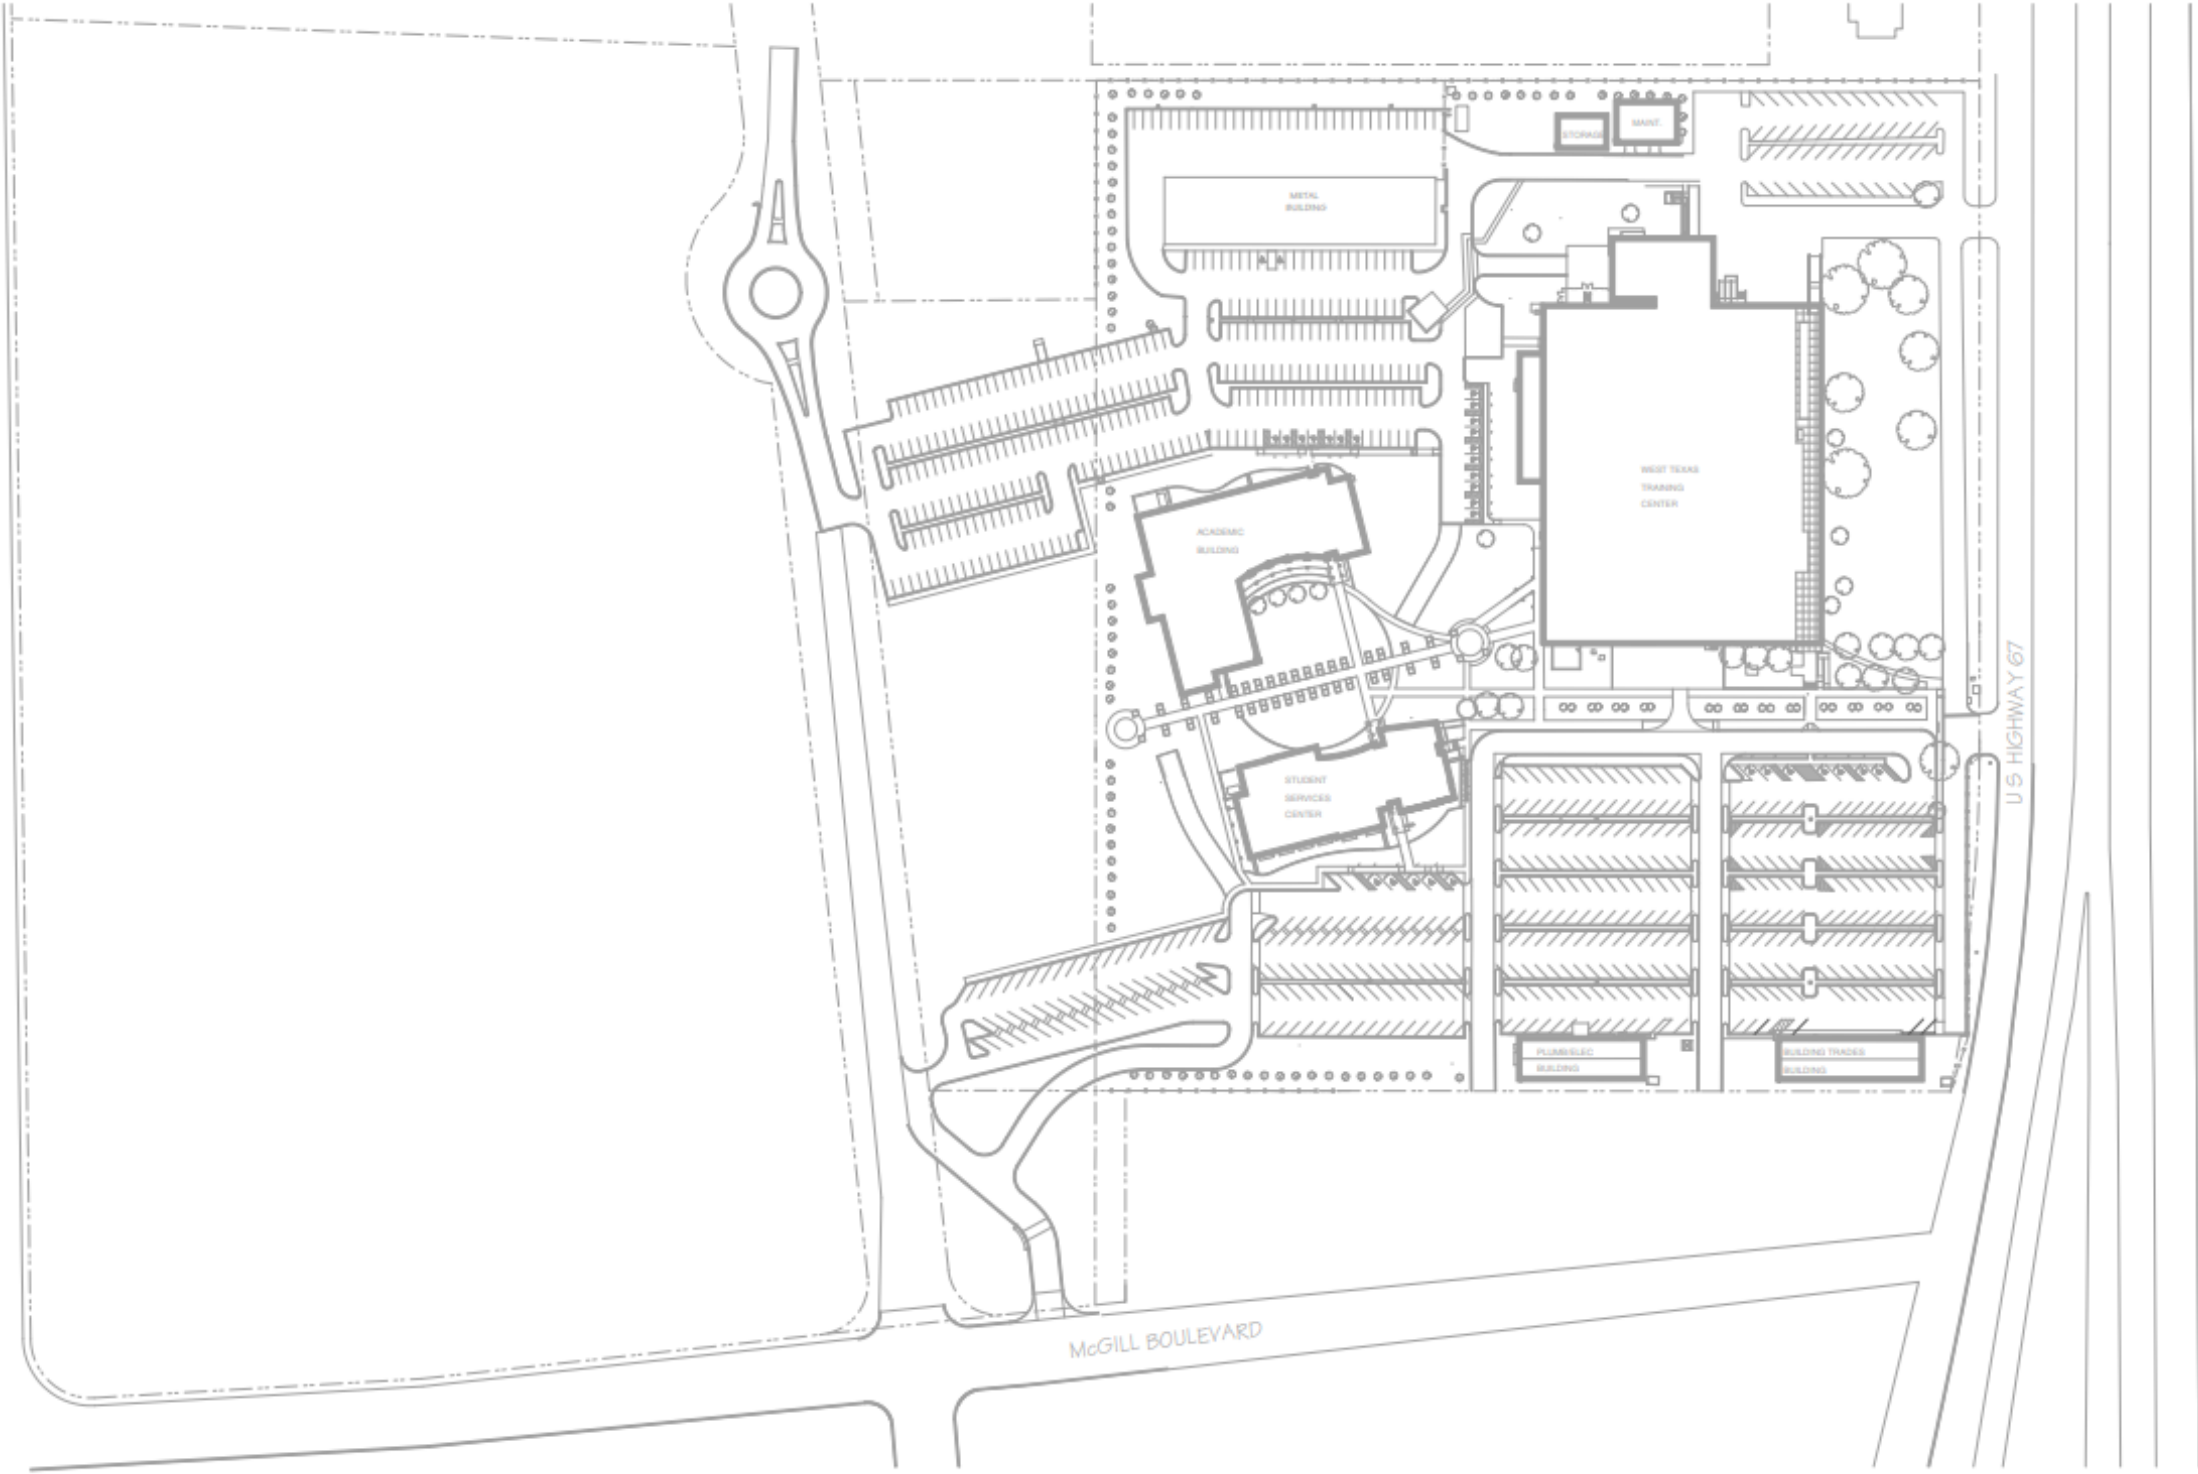 STORAGE
MAINT.
METAL
BUILDING
WEST TEXAS
TRAINING
CENTER
ACADEMIC
BUILDING
STUDENT
SERVICES
CENTER
U S HIGHWAY 67
PLUMB/ELEC
BUILDING
BUILDING TRADES
BUILDING
McGILL BOULEVARD